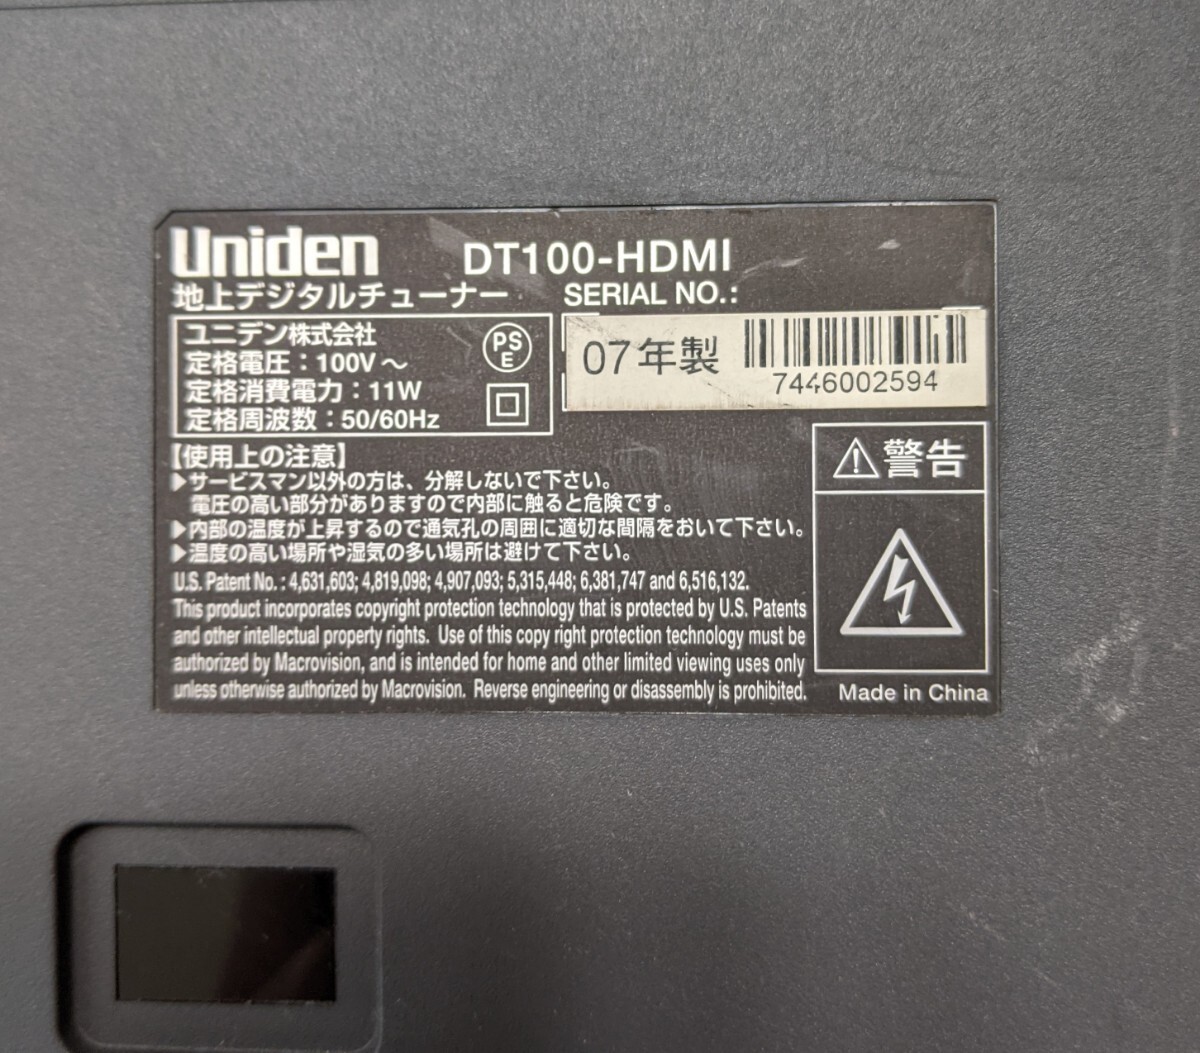 Uniden DT100-HDMI
地上デジタルチューナー SERIAL NO.:
ユニデン株式会社
定格電圧：100V～
定格消費電力：11W
定格周波数：50/60Hz
PS
E
07年製
7446002594
【使用上の注意】
▶サービスマン以外の方は、分解しないで下さい。
電圧の高い部分がありますので内部に触ると危険です。
▶内部の温度が上昇するので通気孔の周囲に適切な間隔をおいて下さい。
▶温度の高い場所や湿気の多い場所は避けて下さい。
U.S. Patent No. : 4,631,603; 4,819,098; 4,907,093; 5,315,448; 6,381,747 and 6,516,132.
This product incorporates copyright protection technology that is protected by U.S. Patents
and other intellectual property rights. Use of this copy right protection technology must be
authorized by Macrovision, and is intended for home and other limited viewing uses only
unless otherwise authorized by Macrovision. Reverse engineering or disassembly is prohibited.
警告
Made in China